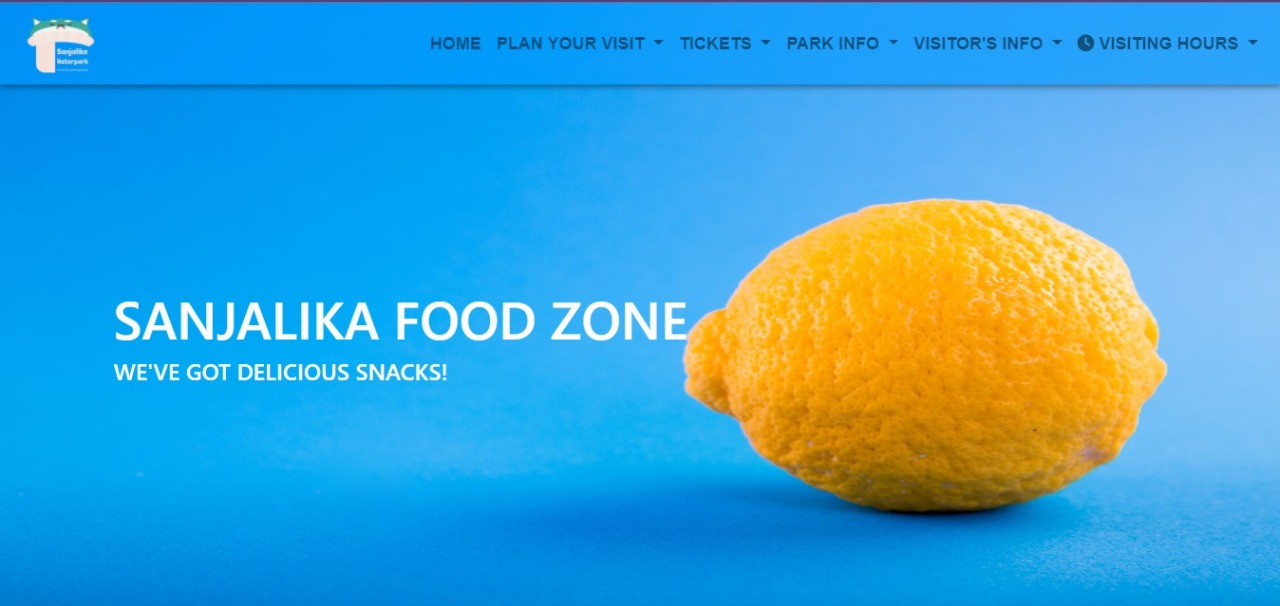 Sanjalika
Waterpark
HOME PLAN YOUR VISIT TICKETS PARK INFO VISITOR'S INFO VISITING HOURS
SANJALIKA FOOD ZONE
WE'VE GOT DELICIOUS SNACKS!